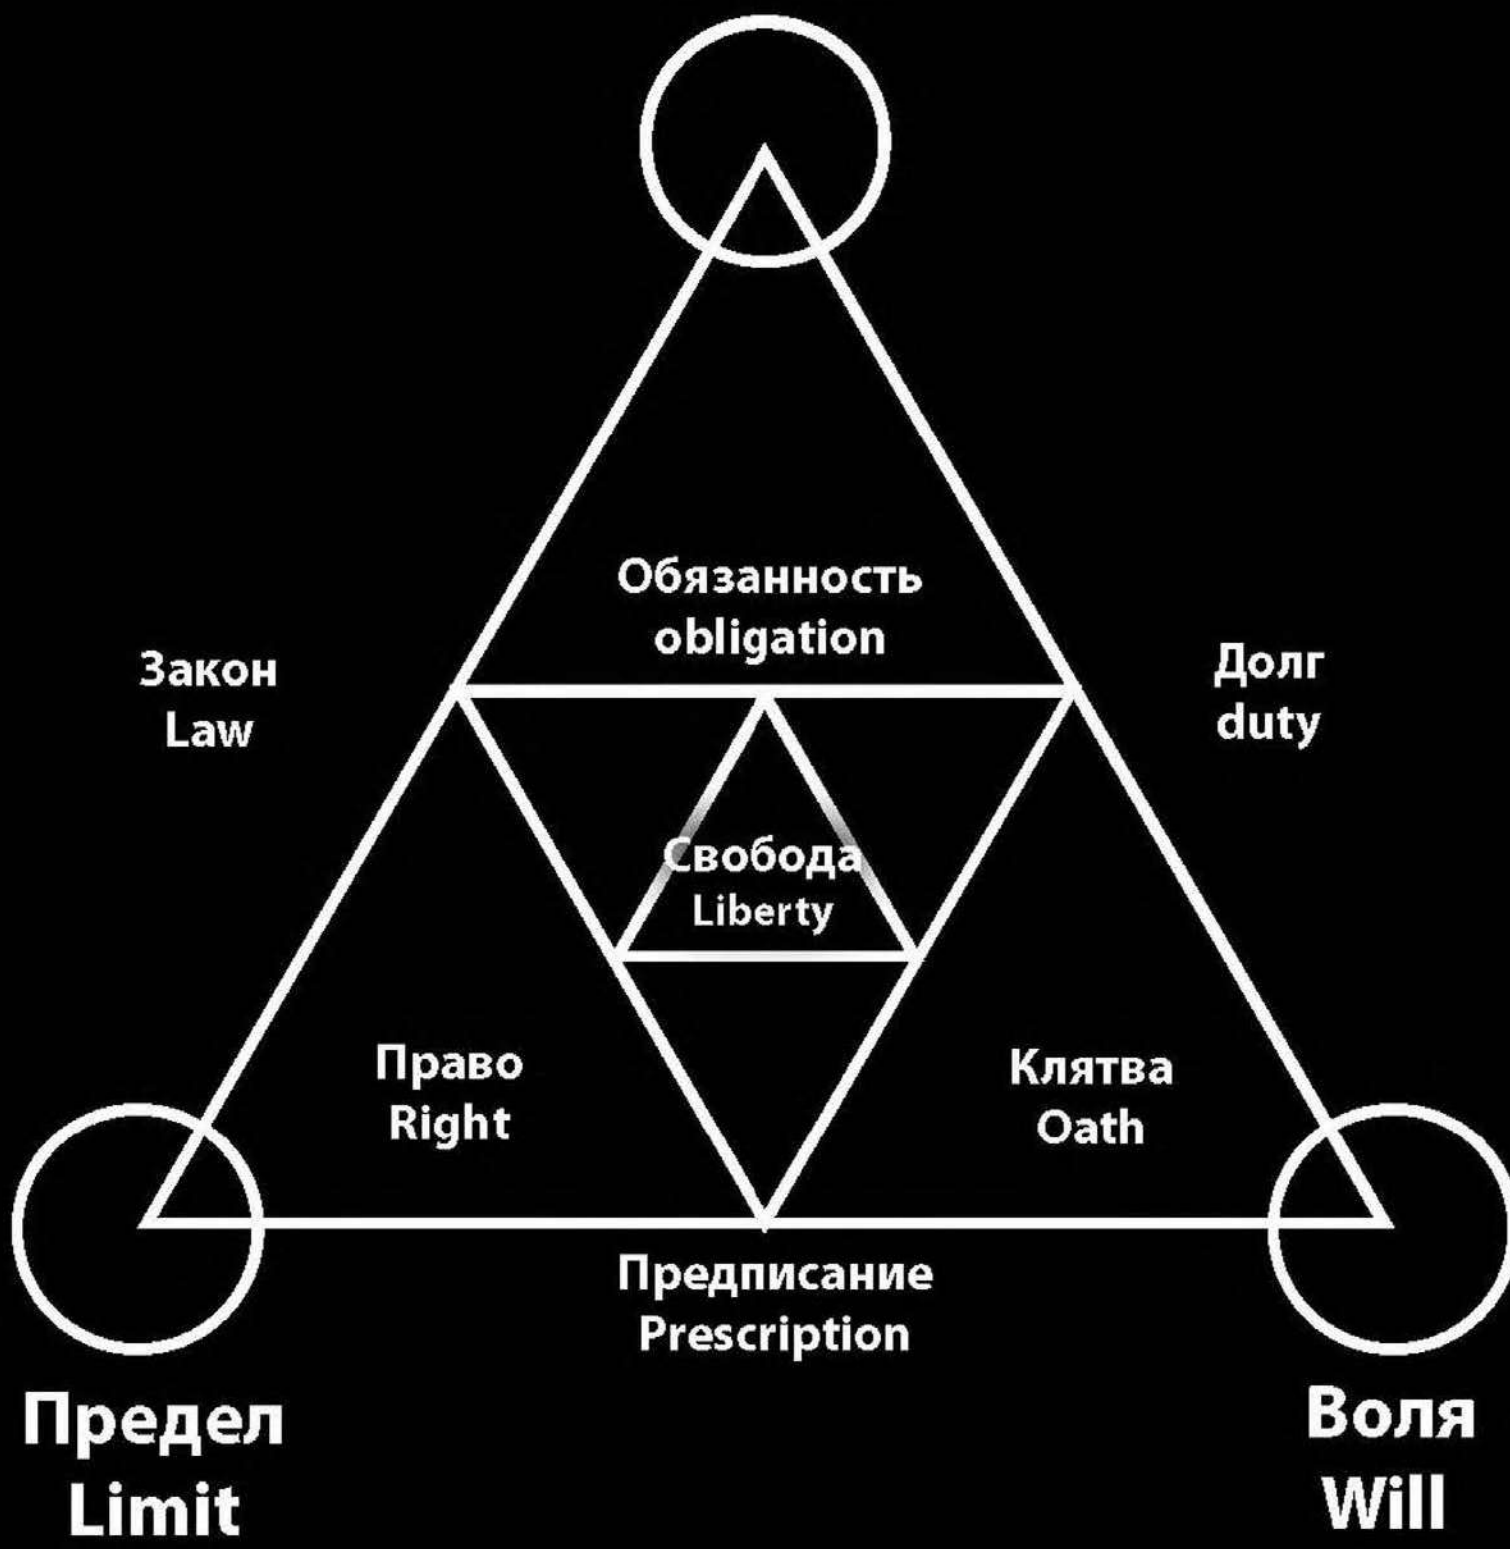 Обязанность
obligation
Закон
Law
Долг
duty
Свобода
Liberty
Право
Right
Клятва
Oath
Предписание
Prescription
Предел
Limit
Воля
Will